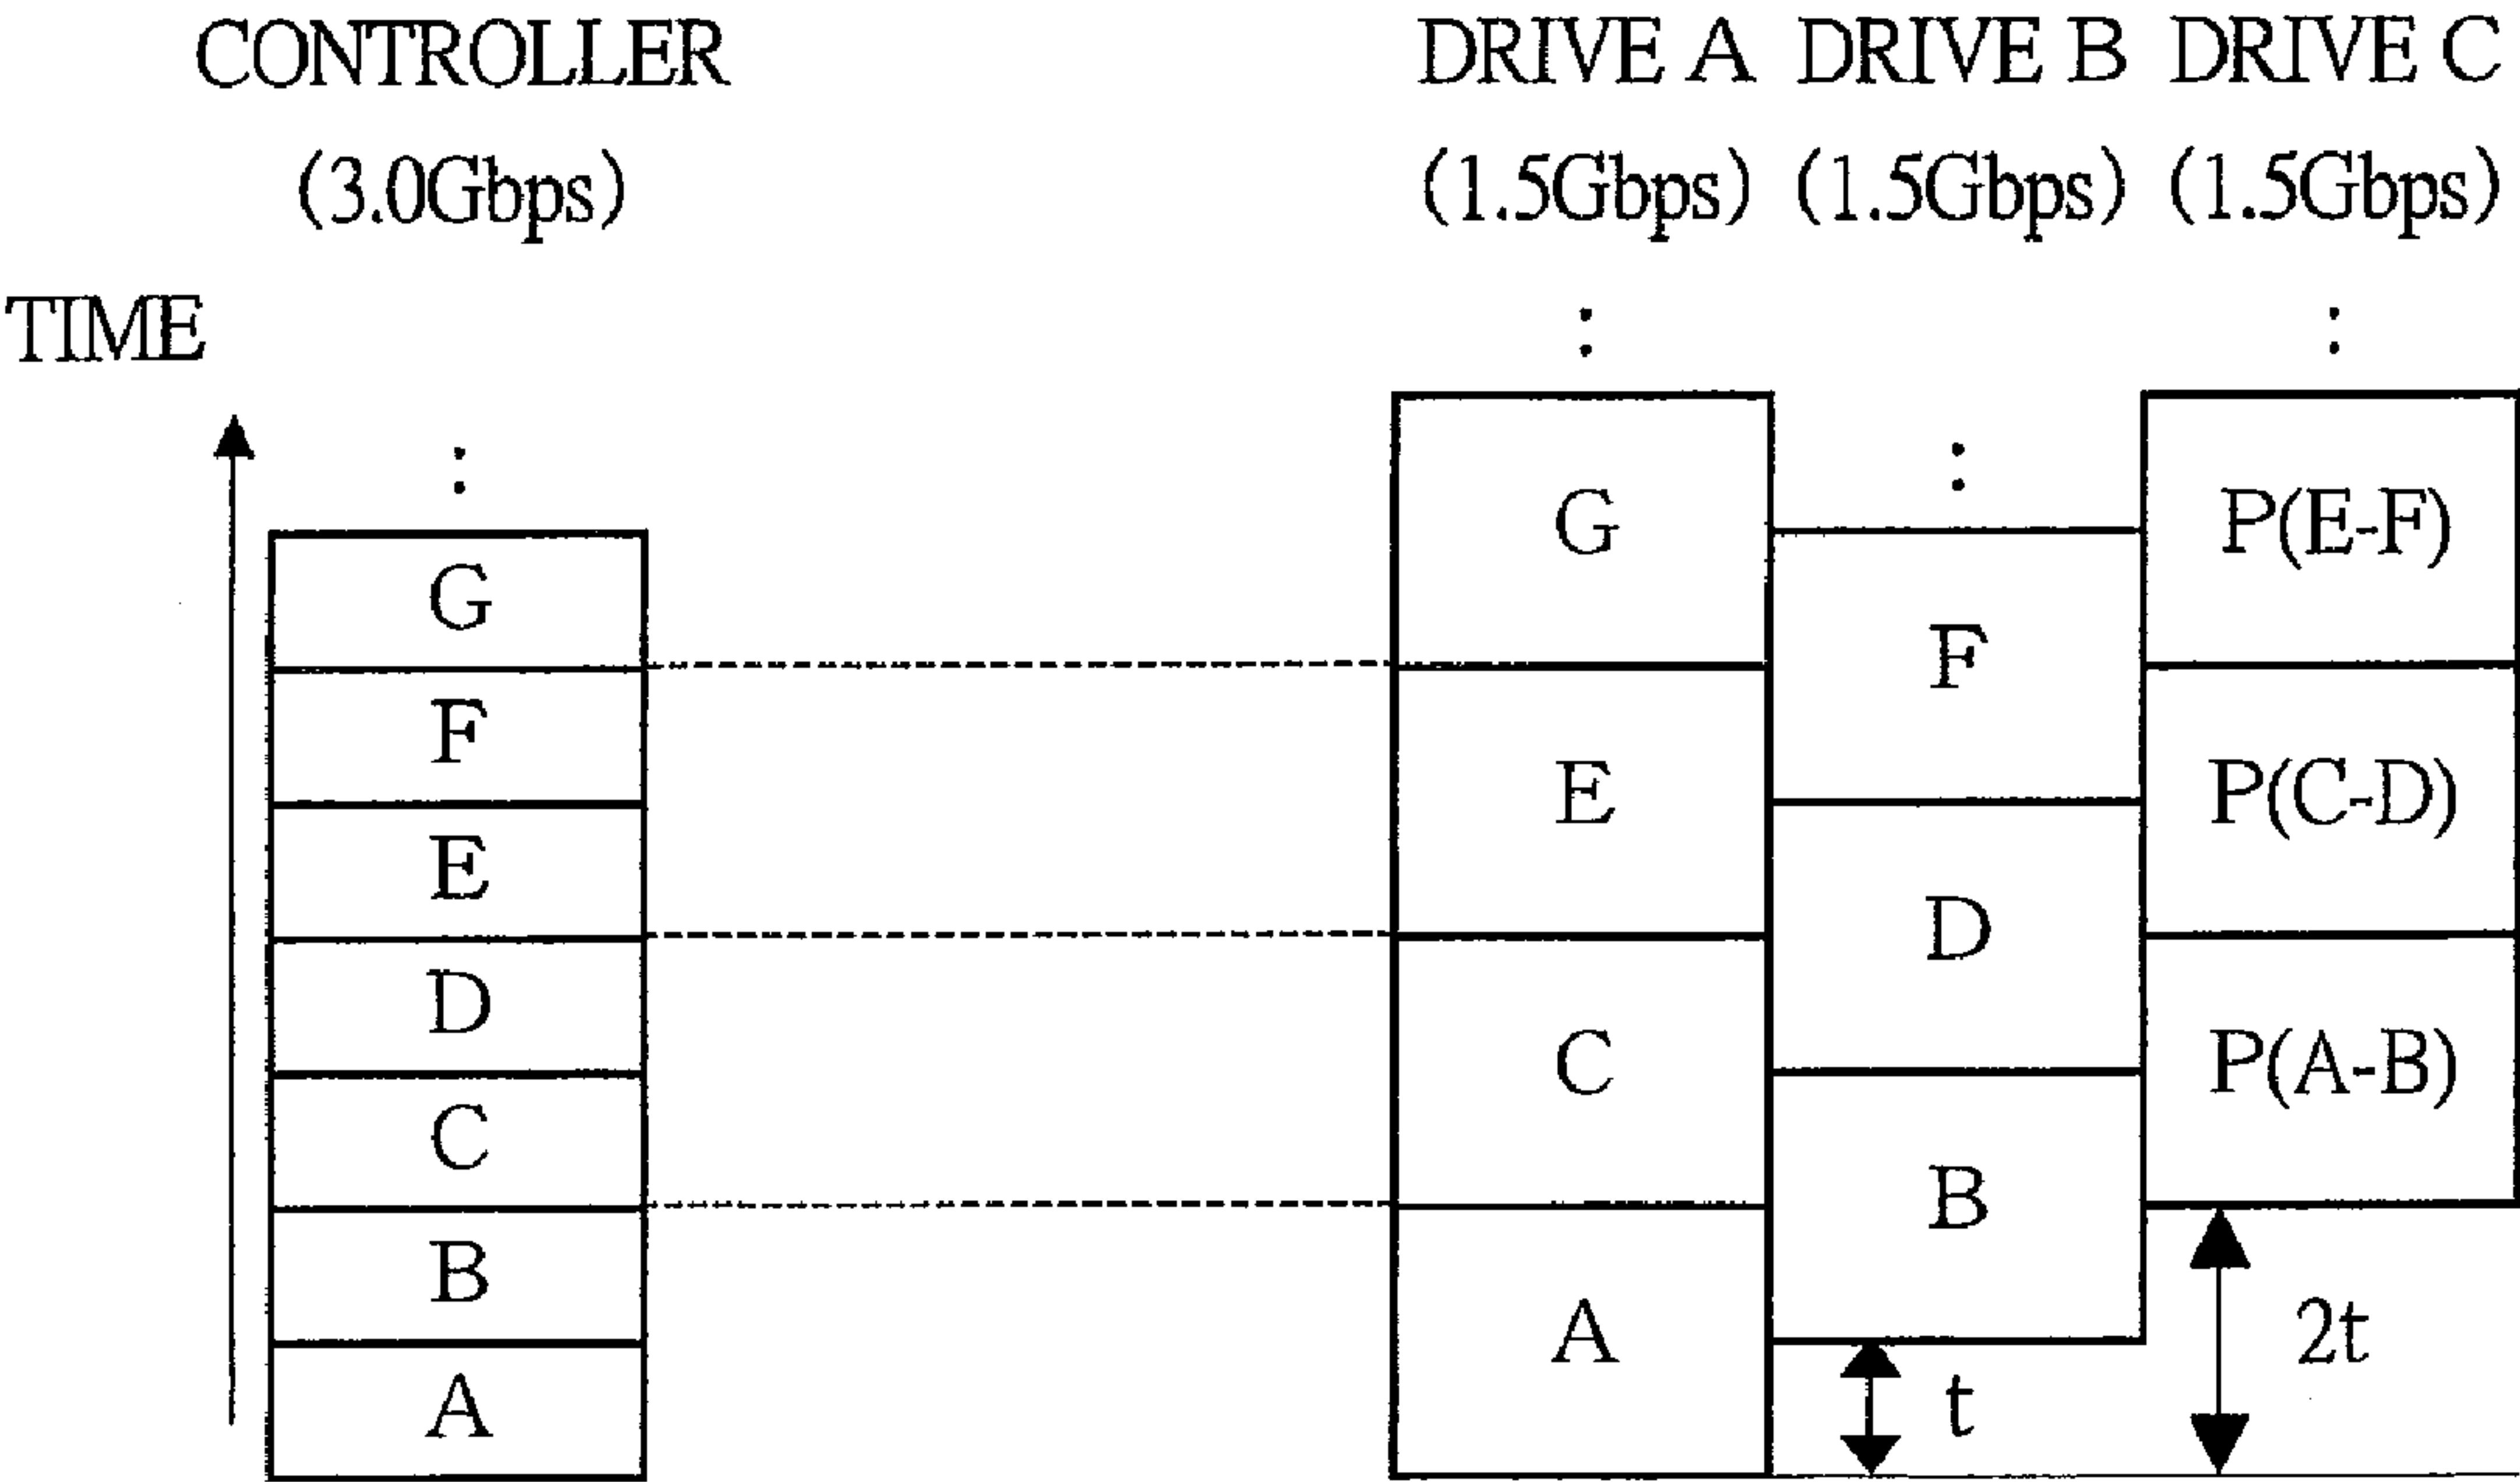 CONTROLLER DRIVE A DRIVE B DRIVE C
(3.0Gbps) (1.5Gbps) (1.5Gbps) (1.5Gbps)
TIME : :
: :
G P(E-F)
G F
F E P(C-D)
E D
D C P(A-B)
C B
B A 2t
A t